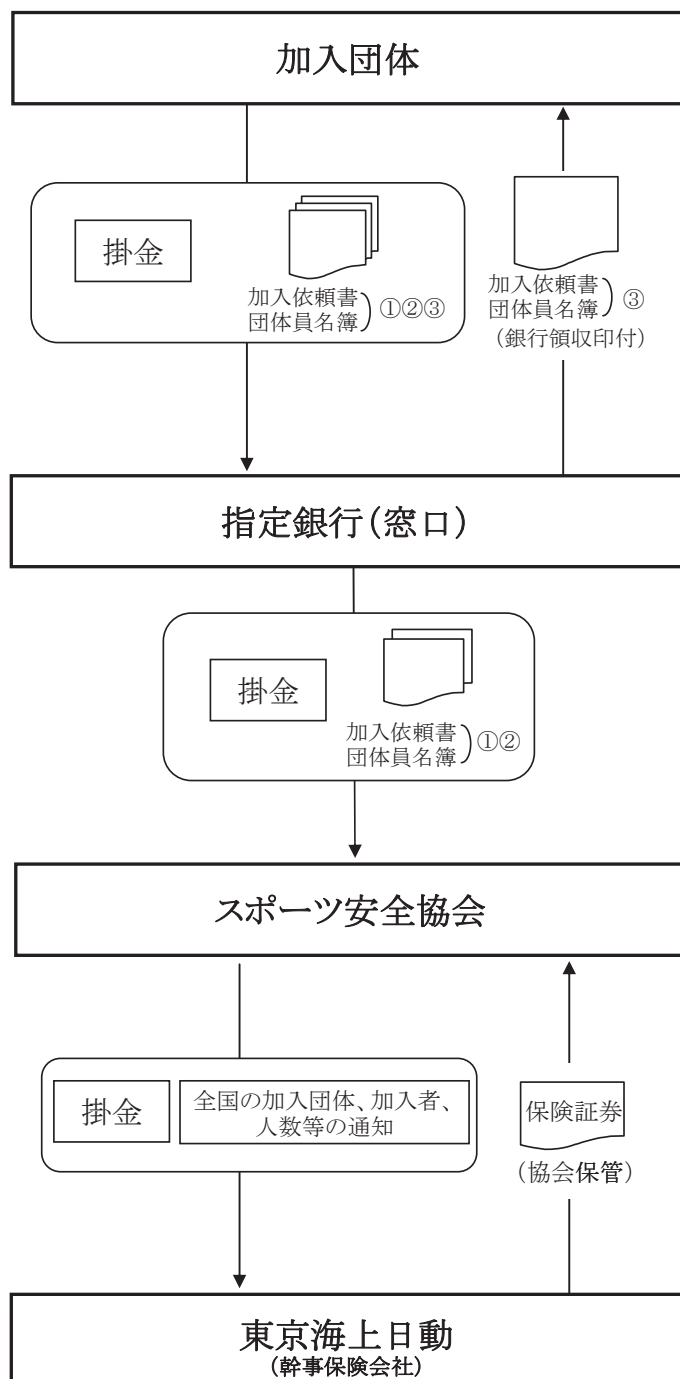 加入団体
掛金
加入依頼書
団体員名簿
①②③
加入依頼書
団体員名簿
③
(銀行領収印付)
指定銀行(窓口)
掛金
加入依頼書
団体員名簿
①②
スポーツ安全協会
掛金
全国の加入団体、加入者、
人数等の通知
保険証券
(協会保管)
東京海上日動
(幹事保険会社)